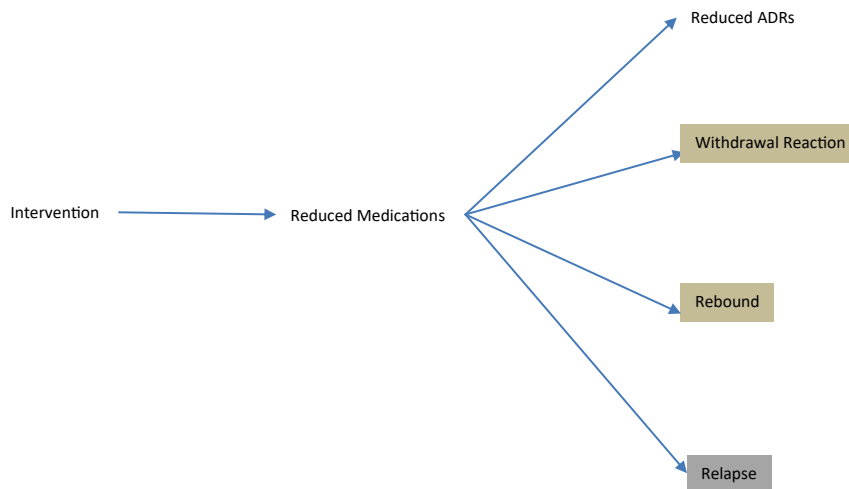 Reduced ADRs
Withdrawal Reaction
Intervention
Reduced Medications
Rebound
Relapse